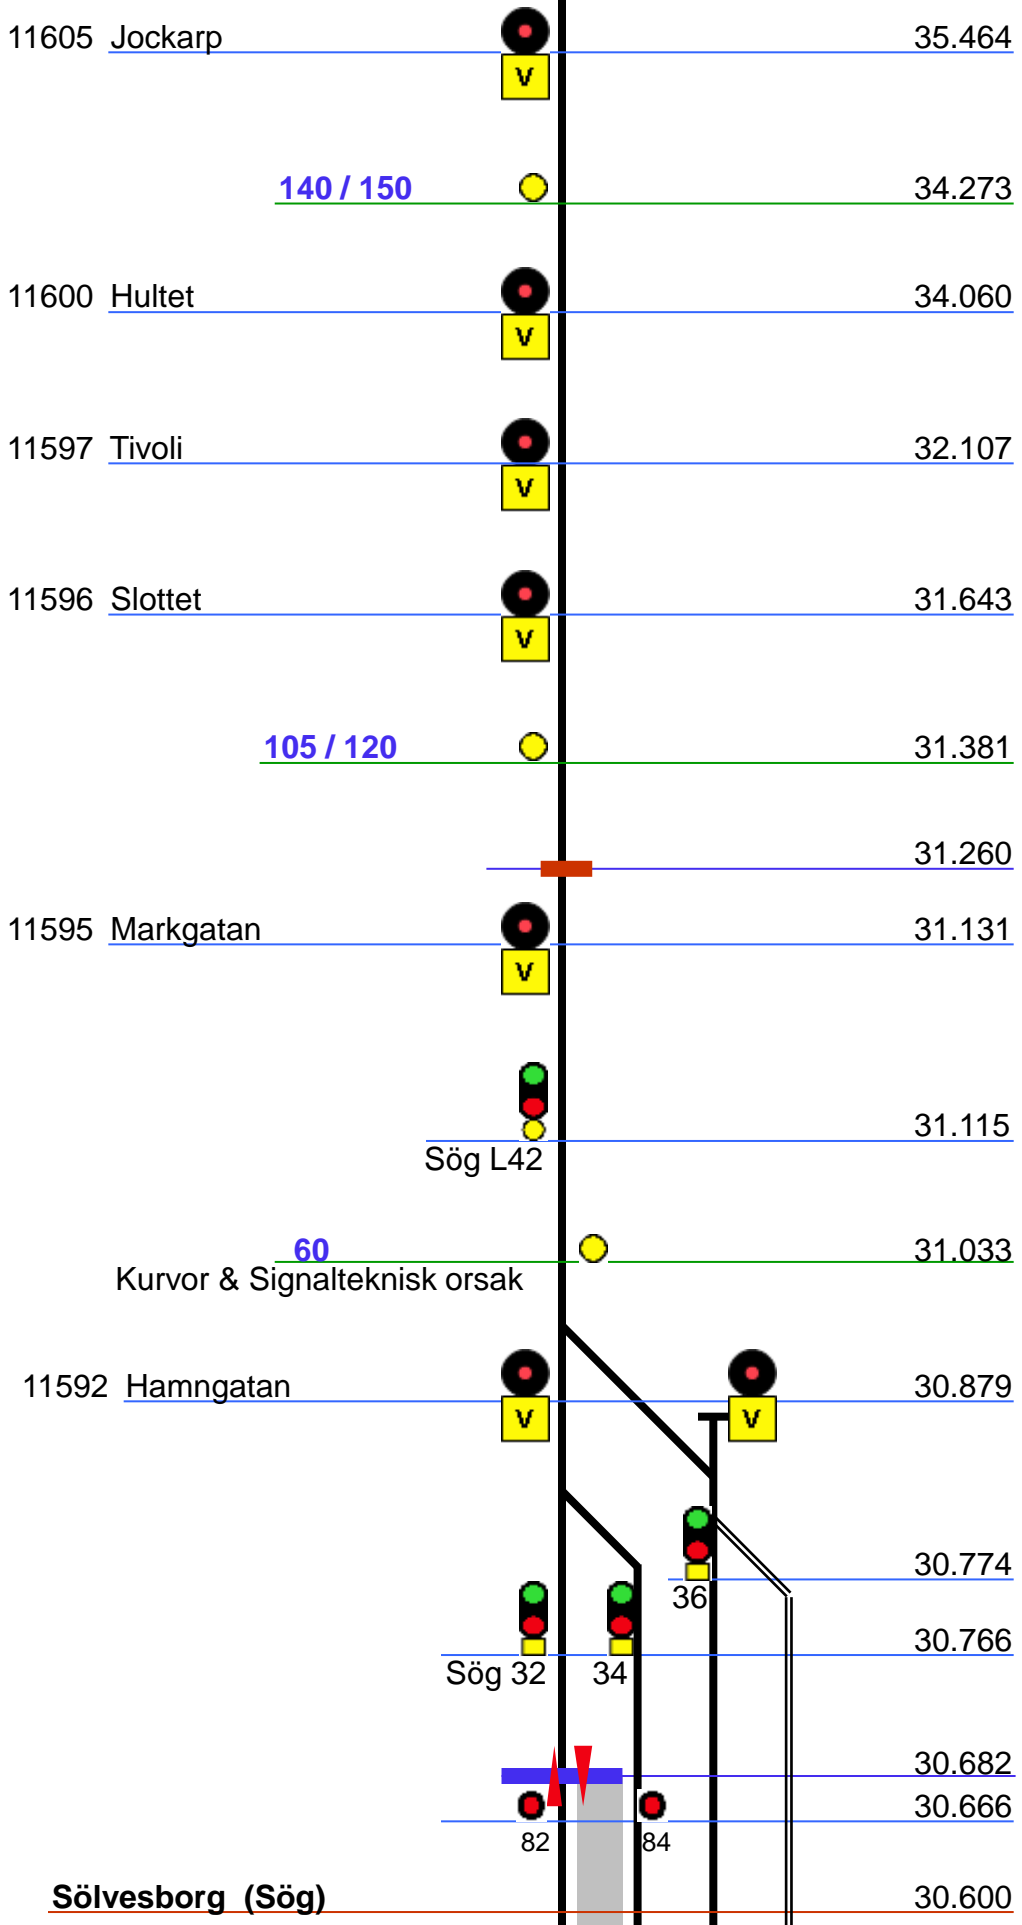 11605 Jockarp 35.464
V
140 / 150 34.273
11600 Hultet 34.060
V
11597 Tivoli 32.107
V
11596 Slottet 31.643
V
105 / 120 31.381
31.260
11595 Markgatan 31.131
V
31.115
Sög L42
60 31.033
Kurvor & Signalteknisk orsak
11592 Hamngatan 30.879
V V
30.774
36
30.766
Sög 32 34
30.682
30.666
82 84
Sölvesborg (Sög) 30.600